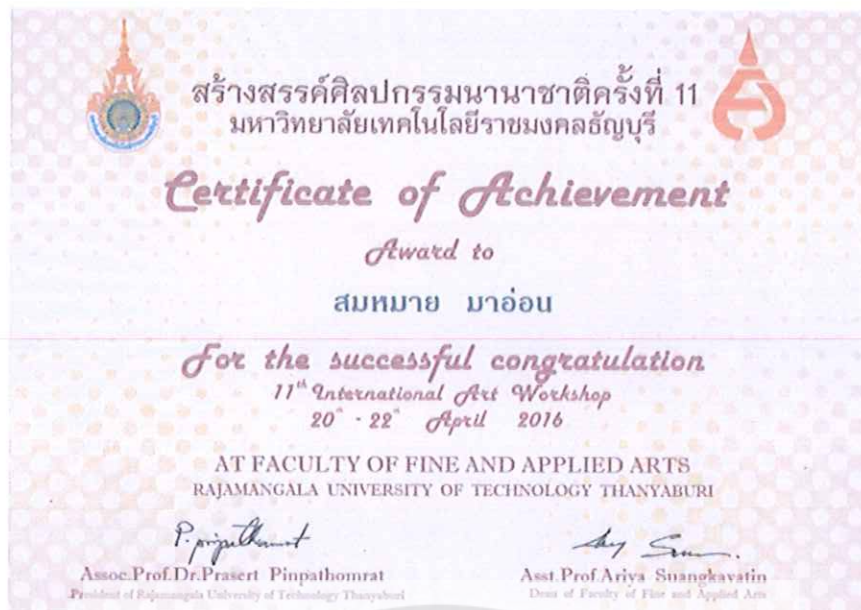 สร้างสรรค์ศิลปกรรมนานาชาติครั้งที่ 11
มหาวิทยาลัยเทคโนโลยีราชมงคลธัญบุรี
Certificate of Achievement
Award to
สมหมาย มาอ่อน
For the successful congratulation
11th International Art Workshop
20th - 22th April 2016
AT FACULTY OF FINE AND APPLIED ARTS
RAJAMANGALA UNIVERSITY OF TECHNOLOGY THANYABURI
Assoc.Prof.Dr.Prasert Pinpathomrat
Asst.Prof.Ariya Suangkavatin
President of Rajamangala University of Technology Thanyaburi
Dean of Faculty of Fine and Applied Arts